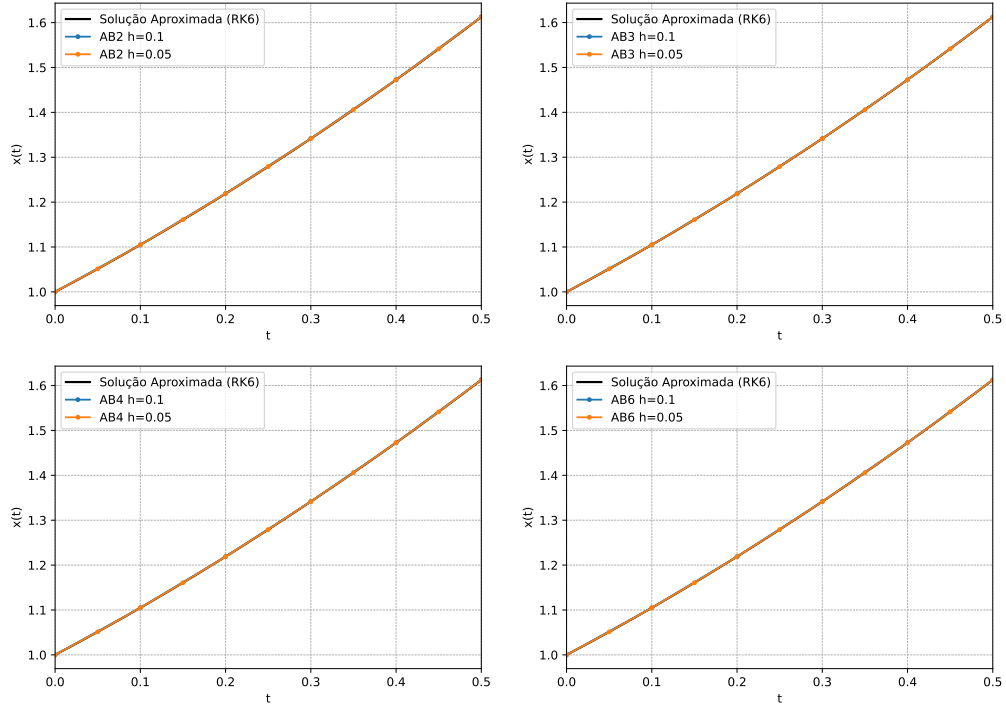 Solução Aproximada (RK6)
AB2 h=0.1
AB2 h=0.05
1.6
1.5
1.4
1.3
1.2
1.1
1.0
x(t)
0.0 0.1 0.2 0.3 0.4 0.5
t
Solução Aproximada (RK6)
AB3 h=0.1
AB3 h=0.05
1.6
1.5
1.4
1.3
1.2
1.1
1.0
x(t)
0.0 0.1 0.2 0.3 0.4 0.5
t
Solução Aproximada (RK6)
AB4 h=0.1
AB4 h=0.05
1.6
1.5
1.4
1.3
1.2
1.1
1.0
x(t)
0.0 0.1 0.2 0.3 0.4 0.5
t
Solução Aproximada (RK6)
AB6 h=0.1
AB6 h=0.05
1.6
1.5
1.4
1.3
1.2
1.1
1.0
x(t)
0.0 0.1 0.2 0.3 0.4 0.5
t